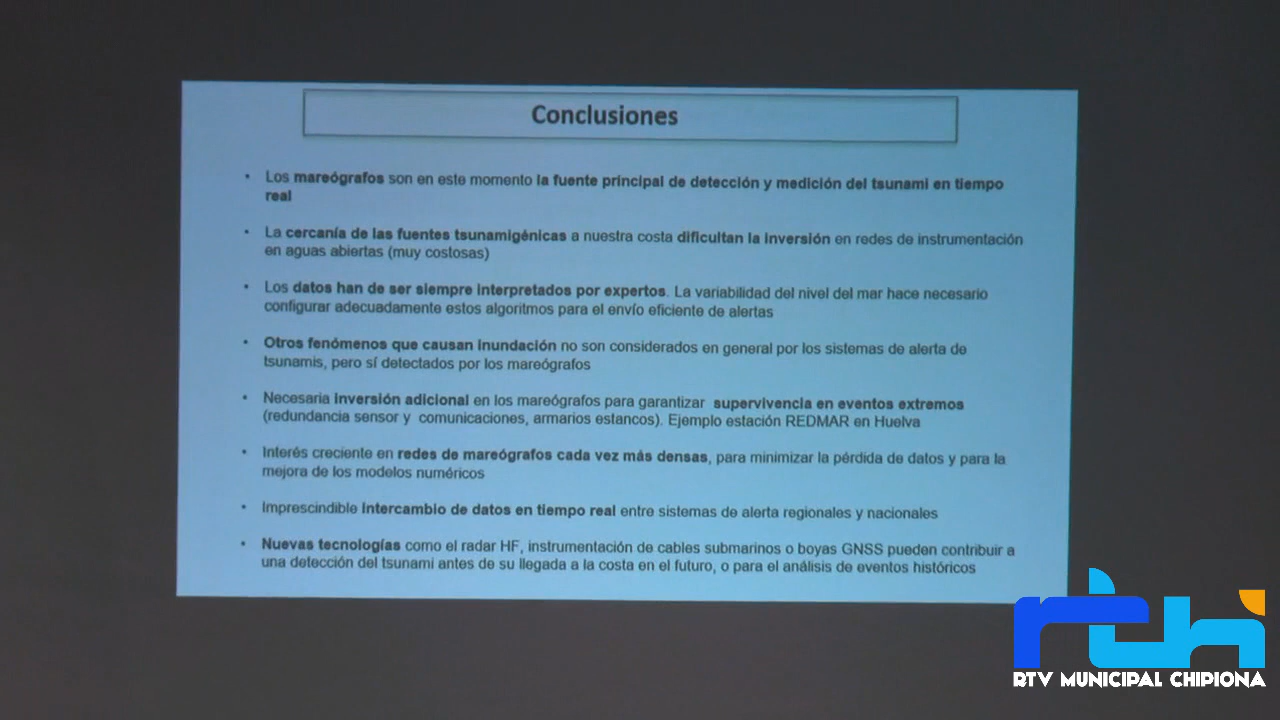 Conclusiones
• Los mareógrafos son en este momento la fuente principal de detección y medición del tsunami en tiempo
real
• La cercanía de las fuentes tsunamigénicas a nuestra costa dificultan la inversión en redes de instrumentación
en aguas abiertas (muy costosas)
• Los datos han de ser siempre interpretados por expertos. La variabilidad del nivel del mar hace necesario
configurar adecuadamente estos algoritmos para el envío eficiente de alertas
• Otros fenómenos que causan inundación no son considerados en general por los sistemas de alerta de
tsunamis, pero sí detectados por los mareógrafos
• Necesaria inversión adicional en los mareógrafos para garantizar supervivencia en eventos extremos
(redundancia sensor y comunicaciones, armarios estancos). Ejemplo estación REDMAR en Huelva
• Interés creciente en redes de mareógrafos cada vez más densas, para minimizar la pérdida de datos y para la
mejora de los modelos numéricos
• Imprescindible intercambio de datos en tiempo real entre sistemas de alerta regionales y nacionales
• Nuevas tecnologías como el radar HF, instrumentación de cables submarinos o boyas GNSS pueden contribuir a
una detección del tsunami antes de su llegada a la costa en el futuro, o para el análisis de eventos históricos
rtchi
RTV MUNICIPAL CHIPIONA